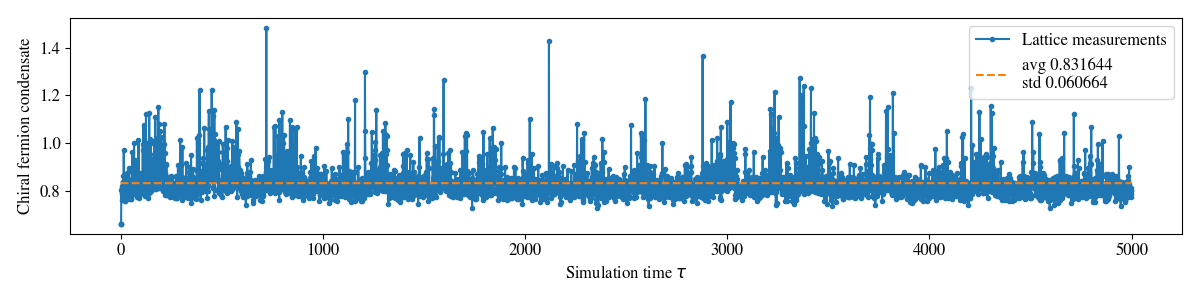 Chiral fermion condensate
1.4
1.2
1.0
0.8
Lattice measurements
avg 0.831644
std 0.060664
0
1000
2000
3000
4000
5000
Simulation time τ